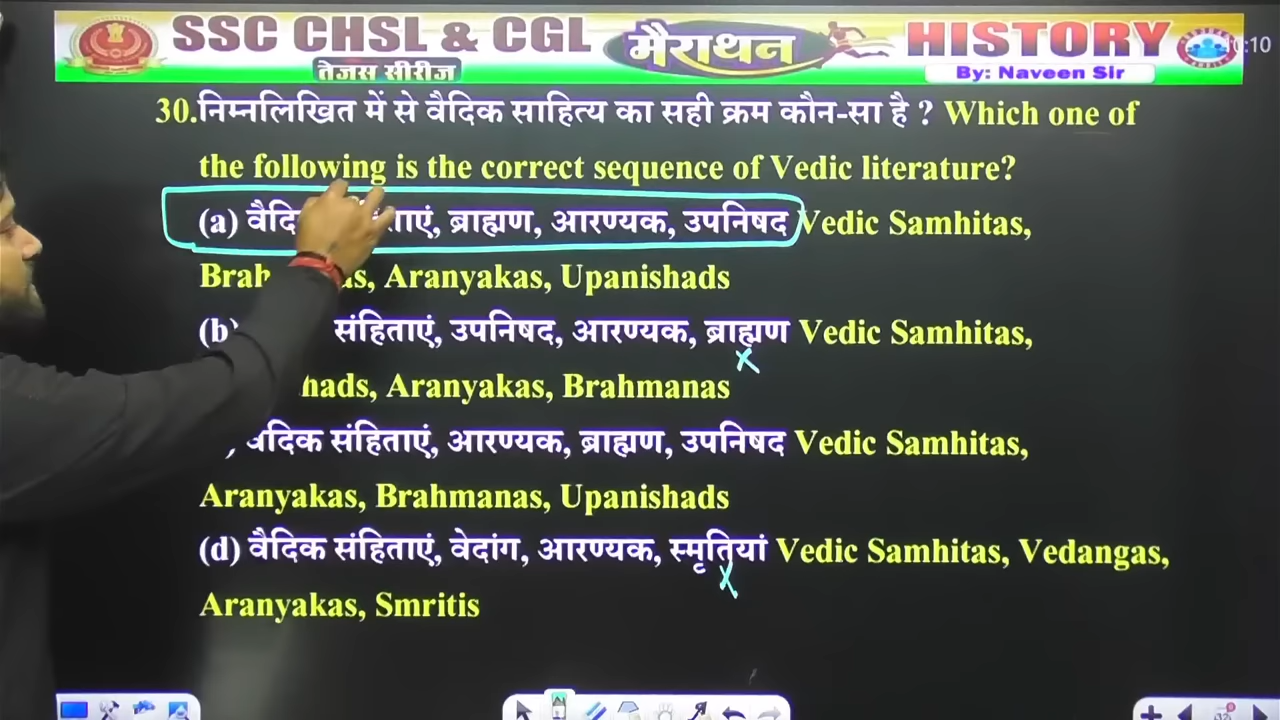 SSC CHSL & CGL मैराथन HISTORY
तेजस सीरीज By: Naveen Sir
30.निम्नलिखित में से वैदिक साहित्य का सही क्रम कौन-सा है ? Which one of
the following is the correct sequence of Vedic literature?
(a) ब्राह्मण, आरण्यक, उपनिषद Vedic Samhitas,
Aranyakas, Upanishads
(b) संहिताएं, उपनिषद, आरण्यक, ब्राह्मण Vedic Samhitas,
Aranyakas, Brahmanas
वैदिक संहिताएं, आरण्यक, ब्राह्मण, उपनिषद Vedic Samhitas,
Aranyakas, Brahmanas, Upanishads
(d) वैदिक संहिताएं, वेदांग, आरण्यक, स्मृतियां Vedic Samhitas, Vedangas,
Aranyakas, Smritis